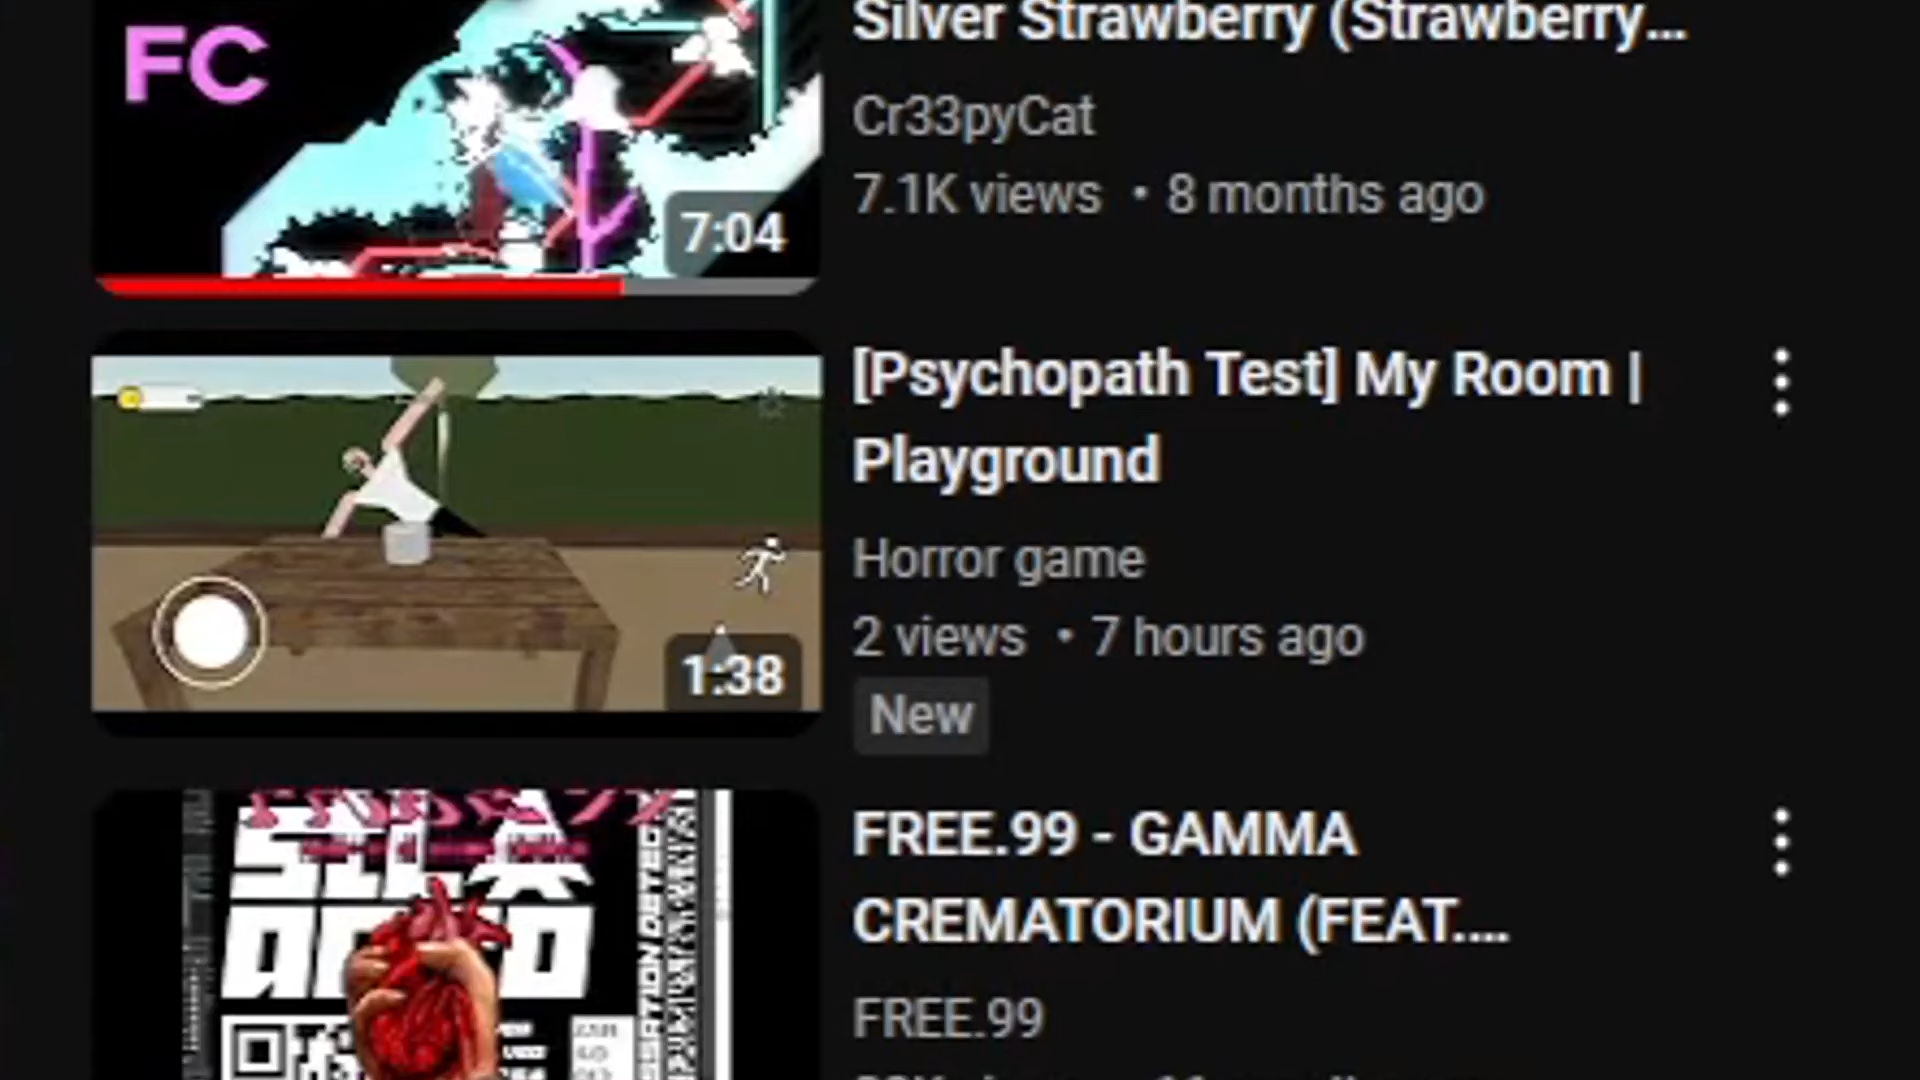 FC
Silver Strawberry (Strawberry...
Cr33pyCat
7.1K views • 8 months ago
7:04
[Psychopath Test] My Room |
Playground
Horror game
2 views • 7 hours ago
1:38
New
FREE.99 - GAMMA
CREMATORIUM (FEAT....
FREE.99